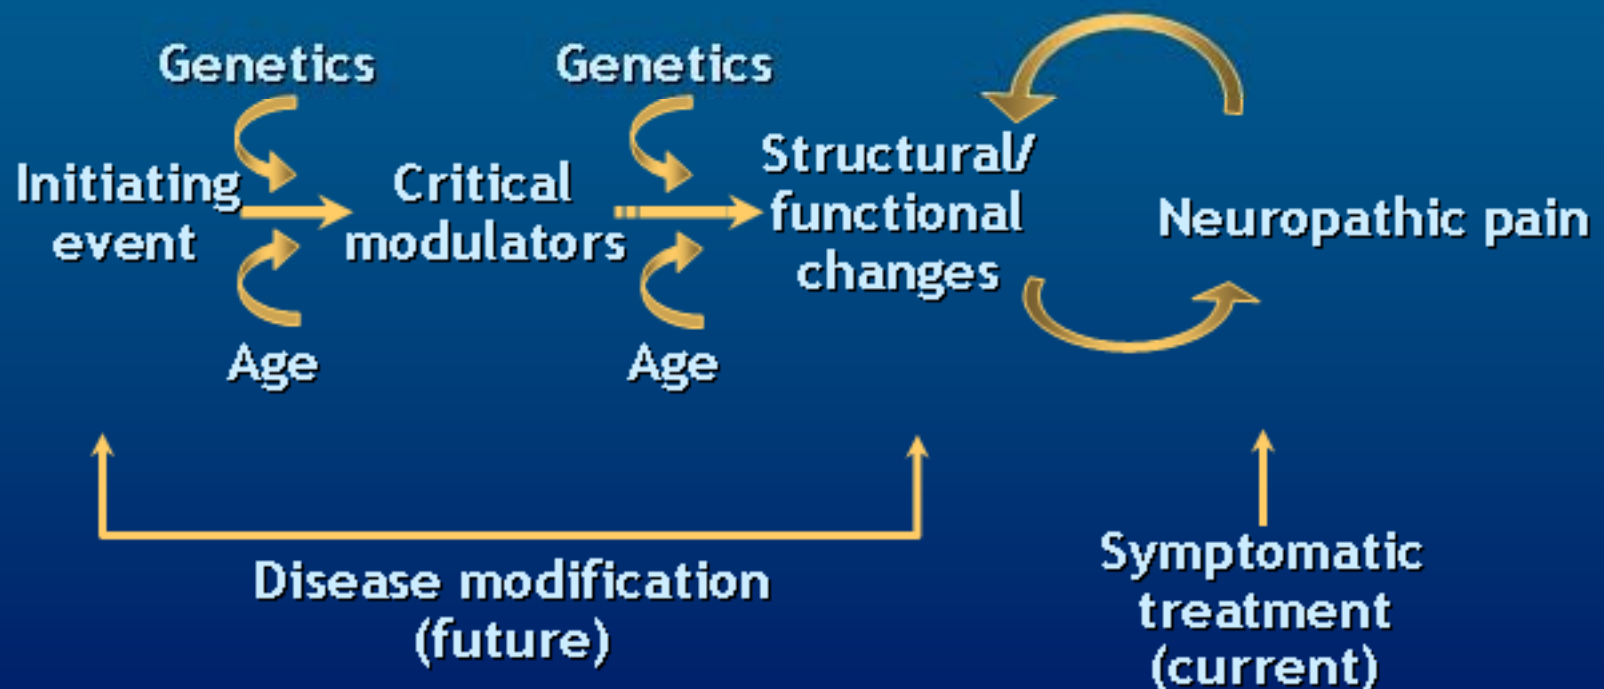 Genetics
Genetics
Initiating
event
Critical
modulators
Structural/
functional
changes
Neuropathic pain
Age
Age
Disease modification
(future)
Symptomatic
treatment
(current)